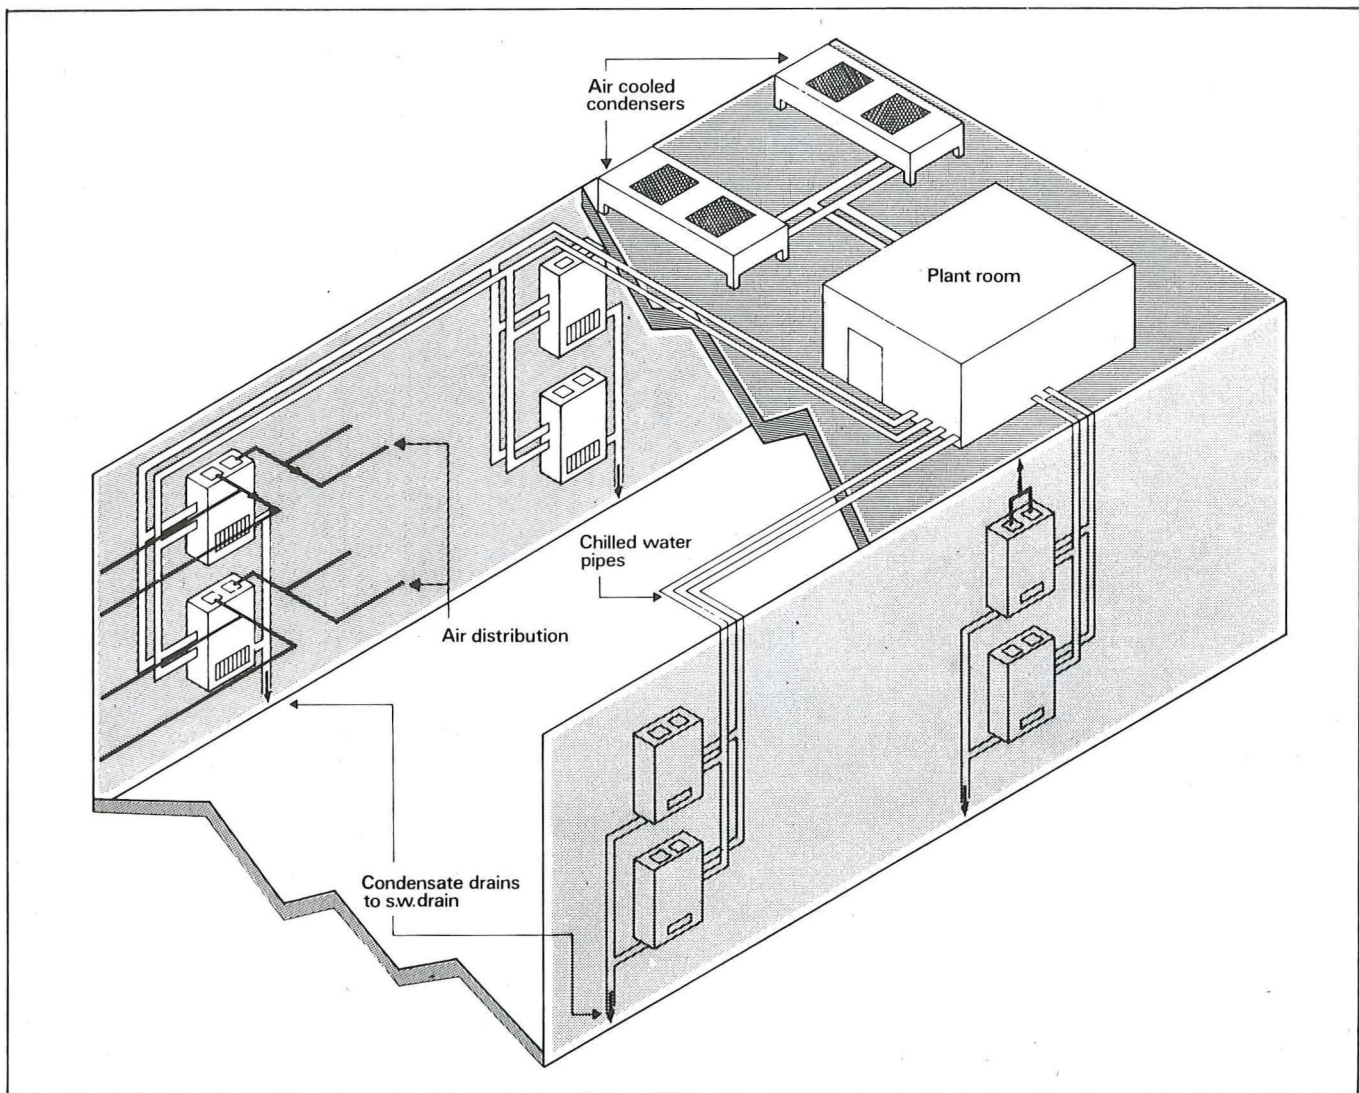 Air cooled
condensers
Plant room
Chilled water
pipes
Air distribution
Condensate drains
to s.w.drain